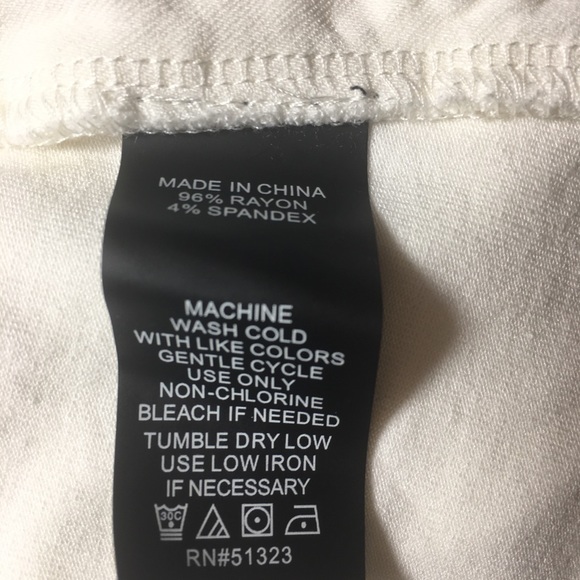 MADE IN CHINA
96% RAYON
4% SPANDEX
MACHINE
WASH COLD
WITH LIKE COLORS
GENTLE CYCLE
USE ONLY
NON-CHLORINE
BLEACH IF NEEDED
TUMBLE DRY LOW
USE LOW IRON
IF NECESSARY
30C
RN#51323